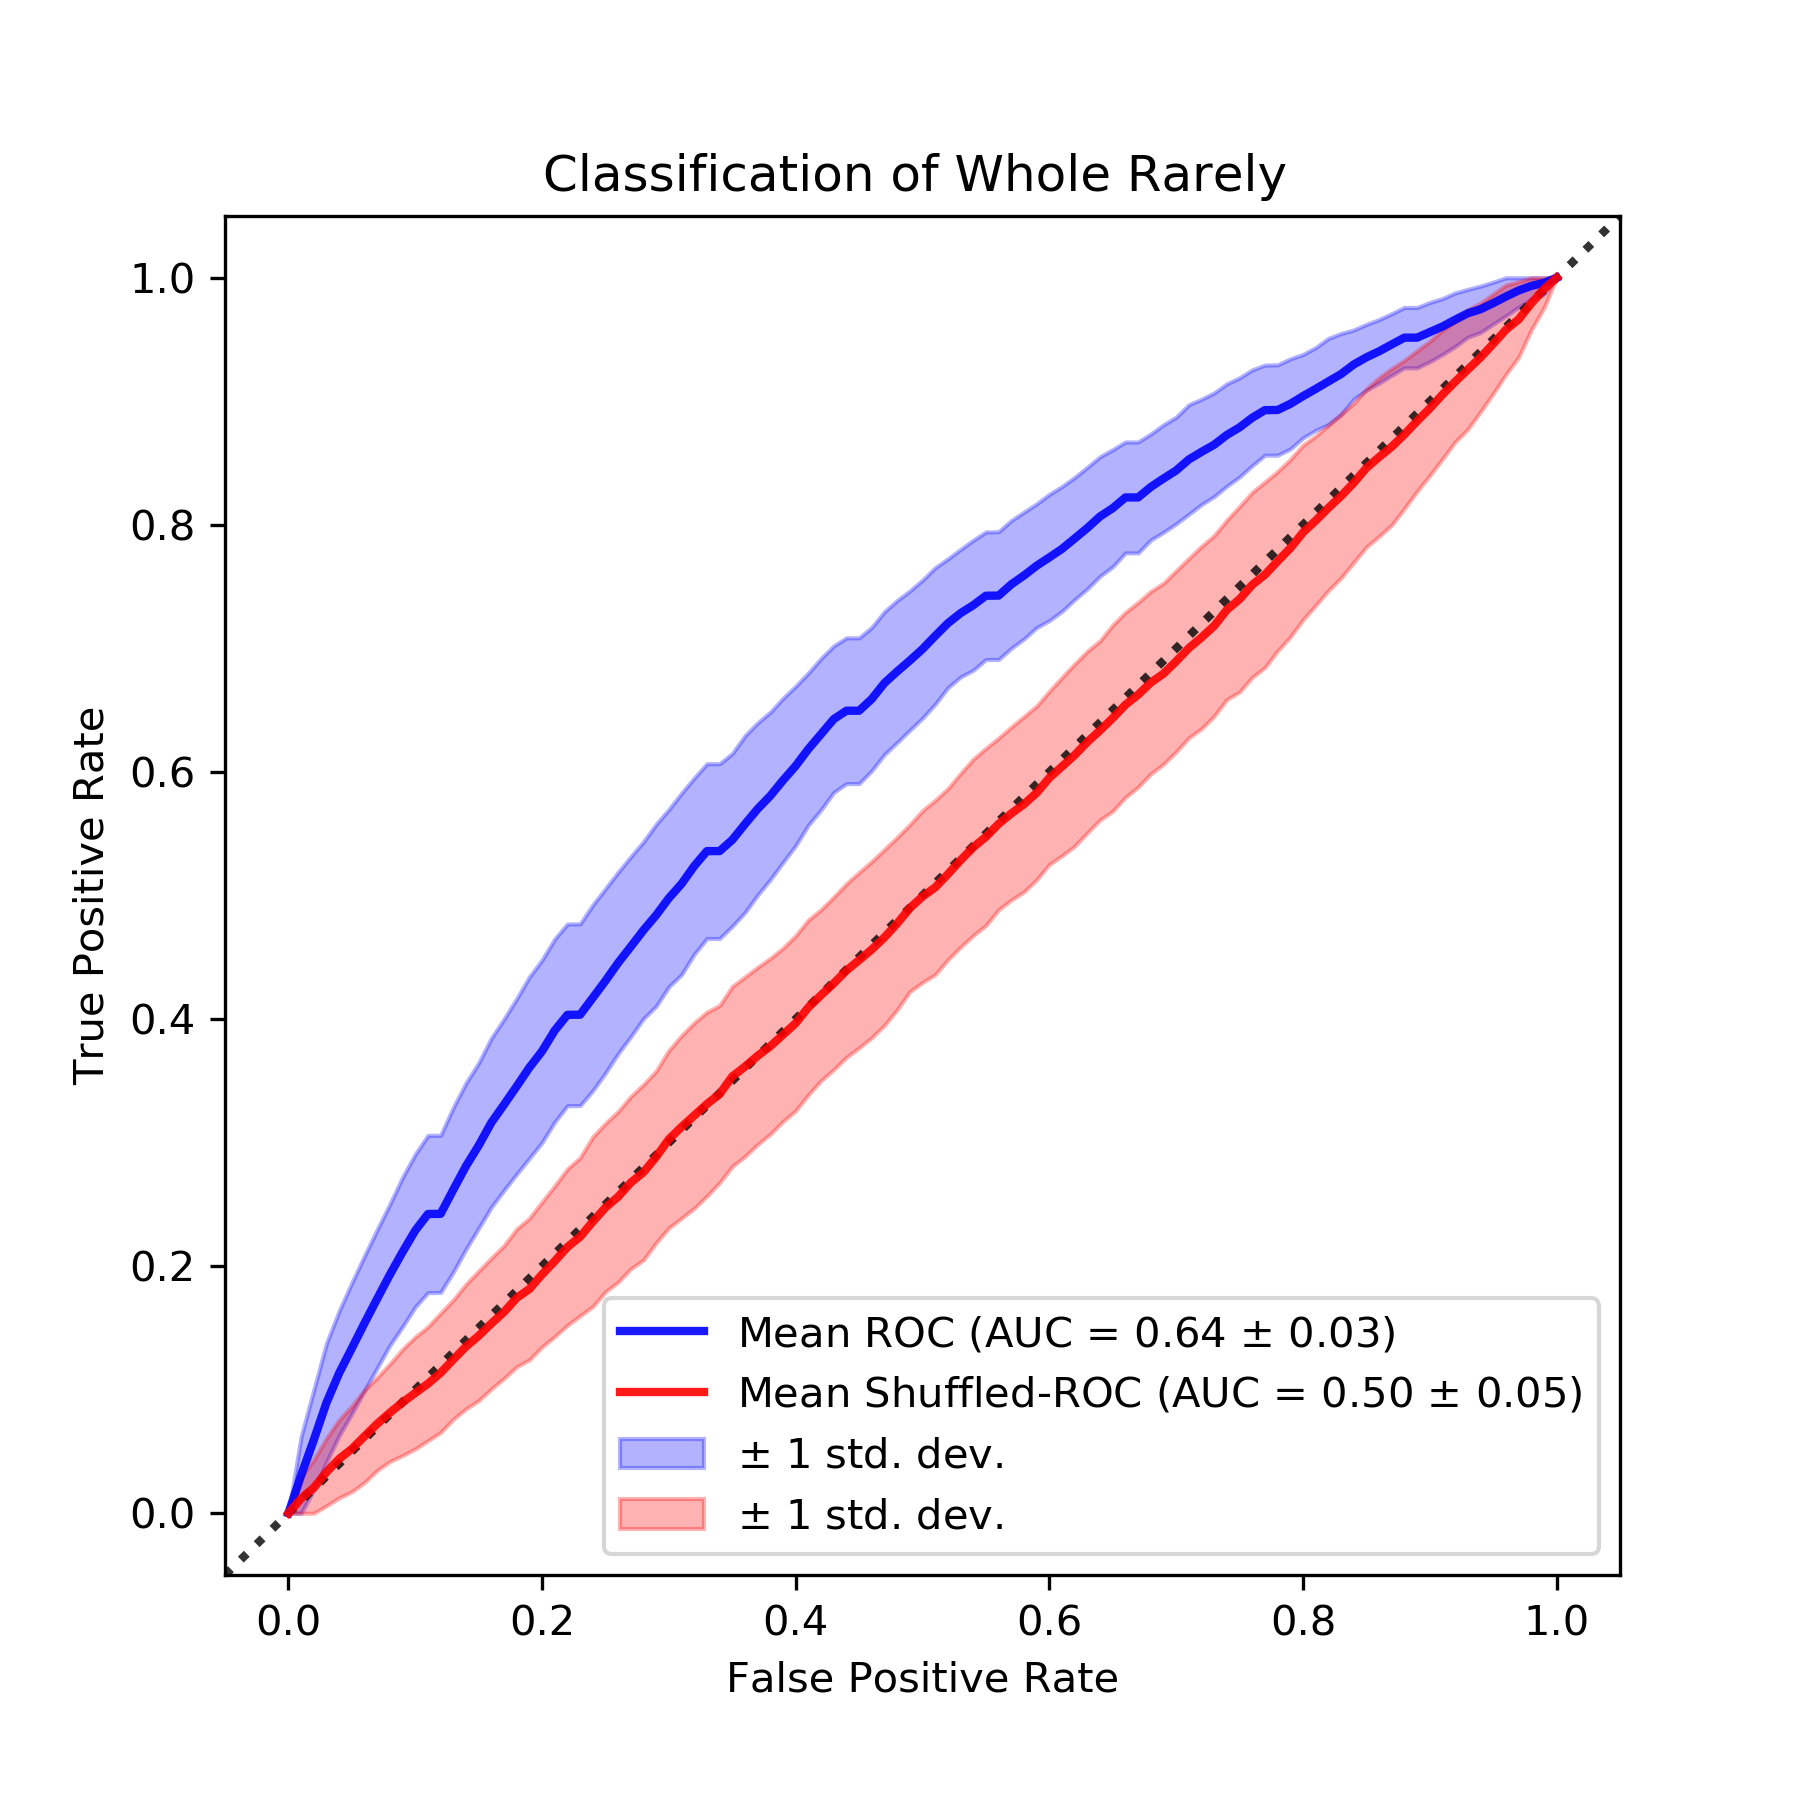 Classification of Whole Rarely
True Positive Rate
1.0
0.8
0.6
0.4
0.2
0.0
Mean ROC (AUC = 0.64 ± 0.03)
Mean Shuffled-ROC (AUC = 0.50 ± 0.05)
± 1 std. dev.
± 1 std. dev.
0.0 0.2 0.4 0.6 0.8 1.0
False Positive Rate